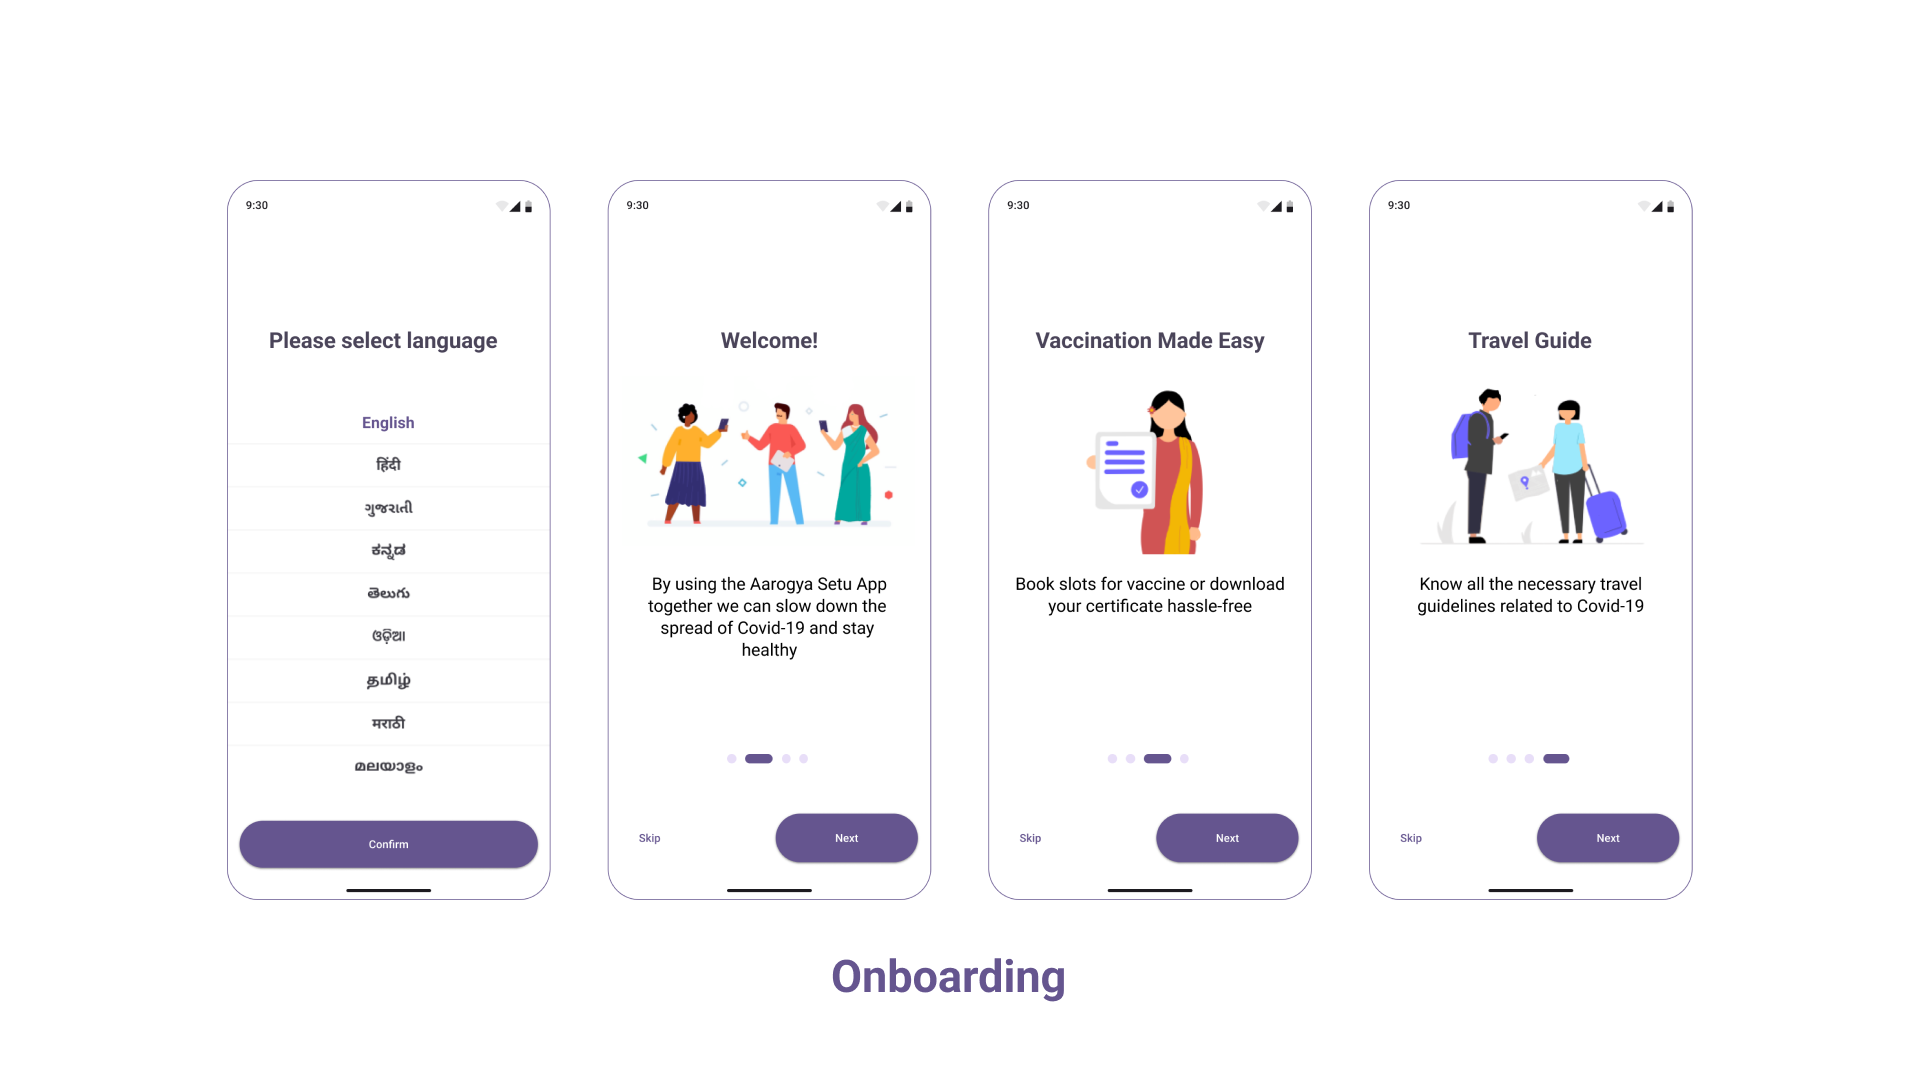 9:30
Please select language
English
हिंदी
ગુજરાતી
ಕನ್ನಡ
తెలుగు
ଓଡ଼ିଆ
தமிழ்
मराठी
മലയാളം
Confirm
9:30
Welcome!
By using the Aarogya Setu App
together we can slow down the
spread of Covid-19 and stay
healthy
Skip
Next
9:30
Vaccination Made Easy
Book slots for vaccine or download
your certificate hassle-free
Skip
Next
9:30
Travel Guide
Know all the necessary travel
guidelines related to Covid-19
Skip
Next
Onboarding